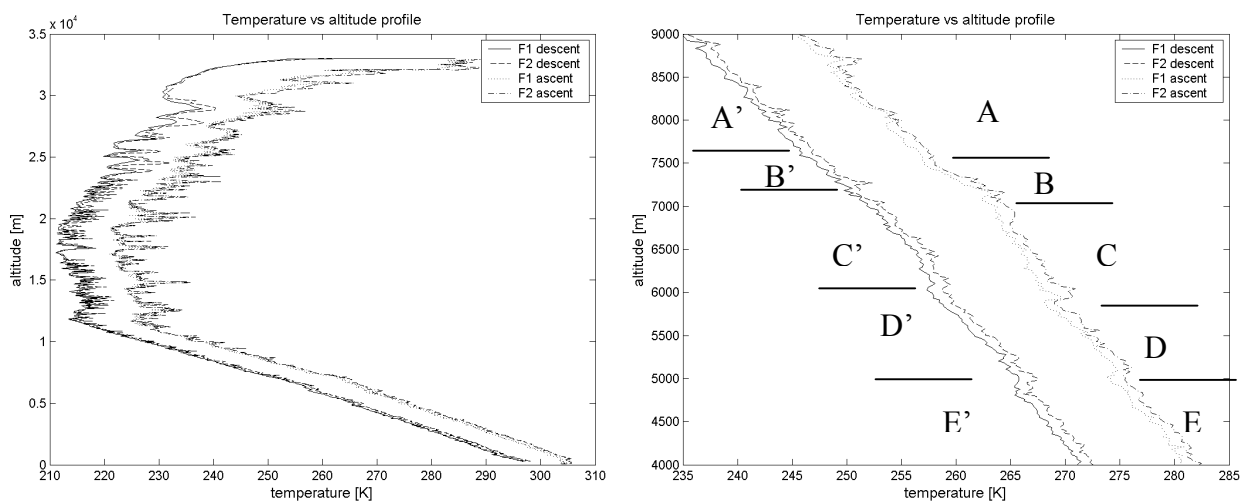 Temperature vs altitude profile
x 10⁴
3.5
3
2.5
2
1.5
1
0.5
0
altitude [m]
210 220 230 240 250 260 270 280 290 300 310
temperature [K]
F1 descent
F2 descent
F1 ascent
F2 ascent
Temperature vs altitude profile
9000
8500
8000
7500
7000
6500
6000
5500
5000
4500
4000
altitude [m]
235 240 245 250 255 260 265 270 275 280 285
temperature [K]
F1 descent
F2 descent
F1 ascent
F2 ascent
A' A
B' B
C' C
D' D
E' E